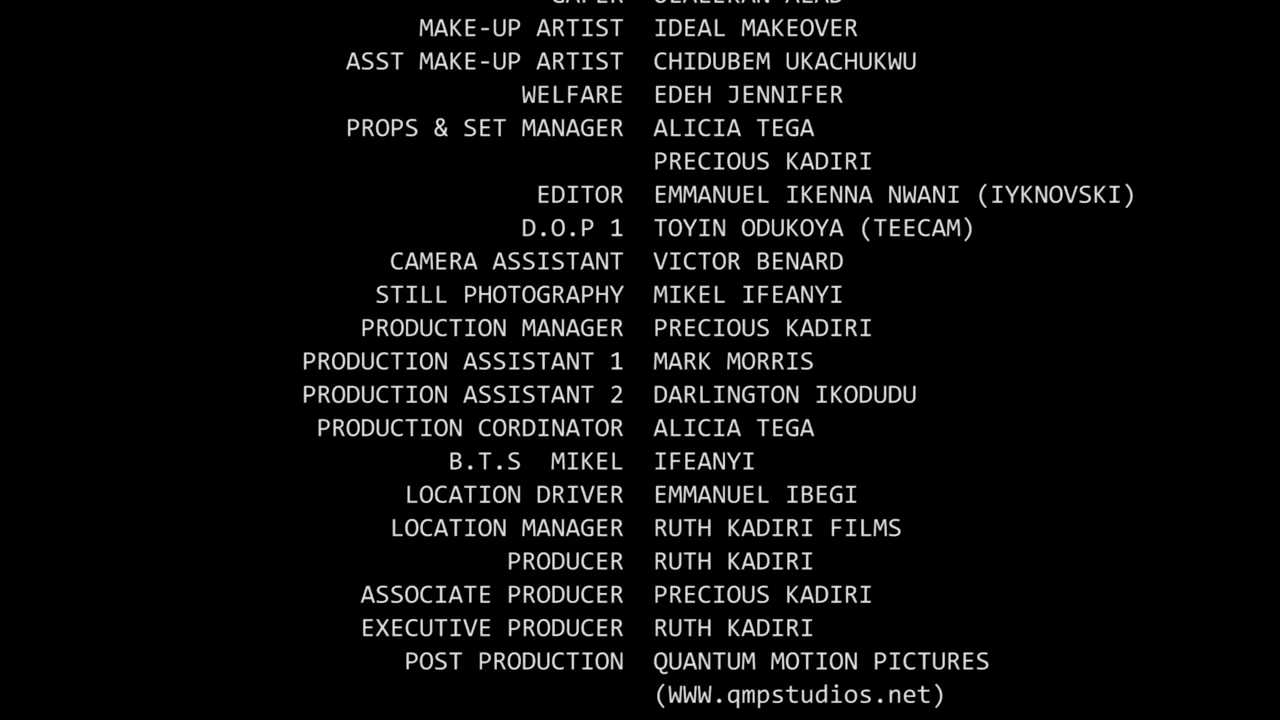 MAKE-UP ARTIST IDEAL MAKEOVER
ASST MAKE-UP ARTIST CHIDUBEM UKACHUKWU
WELFARE EDEH JENNIFER
PROPS & SET MANAGER ALICIA TEGA
PRECIOUS KADIRI
EDITOR EMMANUEL IKENNA NWANI (IYKNOVSKI)
D.O.P 1 TOYIN ODUKOYA (TEECAM)
CAMERA ASSISTANT VICTOR BENARD
STILL PHOTOGRAPHY MIKEL IFEANYI
PRODUCTION MANAGER PRECIOUS KADIRI
PRODUCTION ASSISTANT 1 MARK MORRIS
PRODUCTION ASSISTANT 2 DARLINGTON IKODUDU
PRODUCTION CORDINATOR ALICIA TEGA
B.T.S MIKEL IFEANYI
LOCATION DRIVER EMMANUEL IBEGI
LOCATION MANAGER RUTH KADIRI FILMS
PRODUCER RUTH KADIRI
ASSOCIATE PRODUCER PRECIOUS KADIRI
EXECUTIVE PRODUCER RUTH KADIRI
POST PRODUCTION QUANTUM MOTION PICTURES
(WWW.qmpstudios.net)